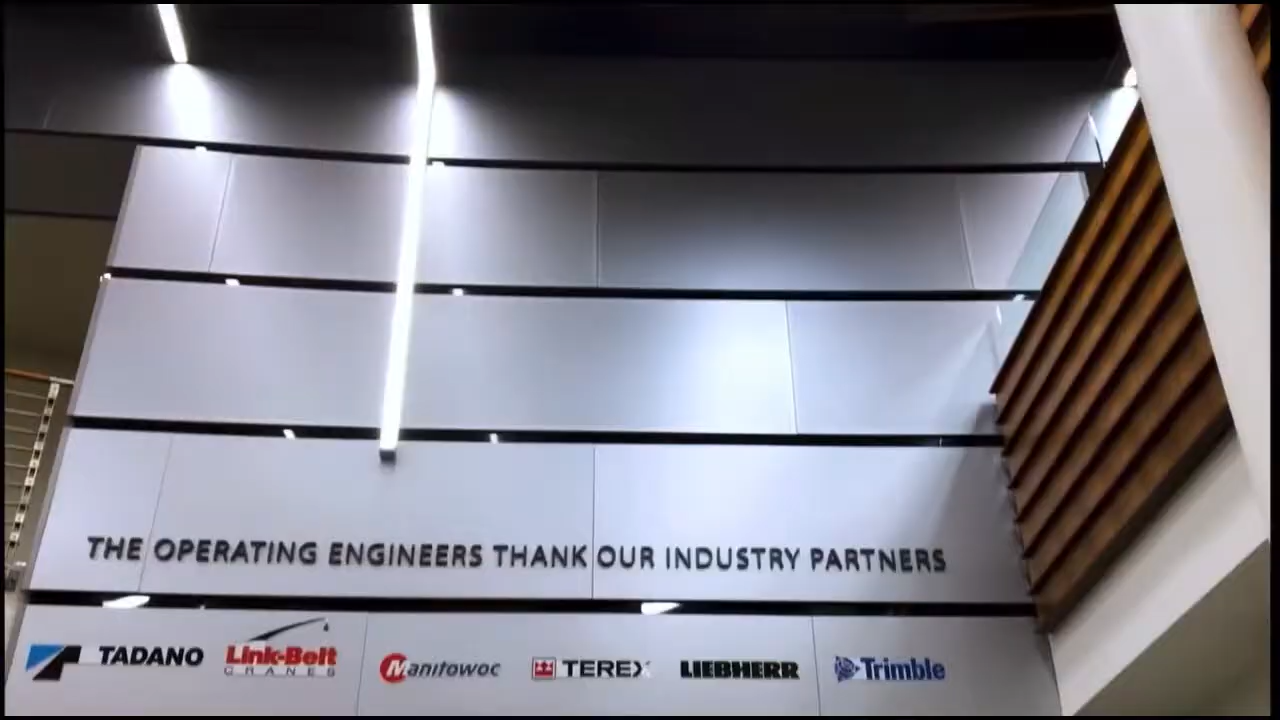 THE OPERATING ENGINEERS THANK OUR INDUSTRY PARTNERS
TADANO Link-Belt CRANES Manitowoc TEREX LIEBHERR Trimble